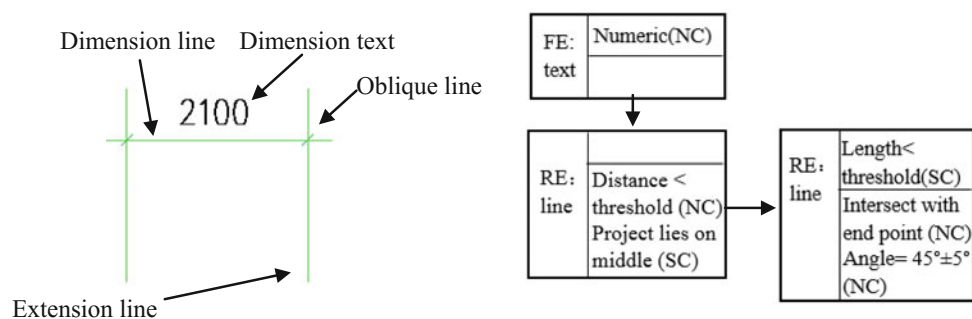 Dimension line
Dimension text
Oblique line
2100
Extension line
FE:
text
Numeric(NC)
RE:
line
Distance <
threshold (NC)
Project lies on
middle (SC)
RE:
line
Length<
threshold(SC)
Intersect with
end point (NC)
Angle= 45°±5°
(NC)